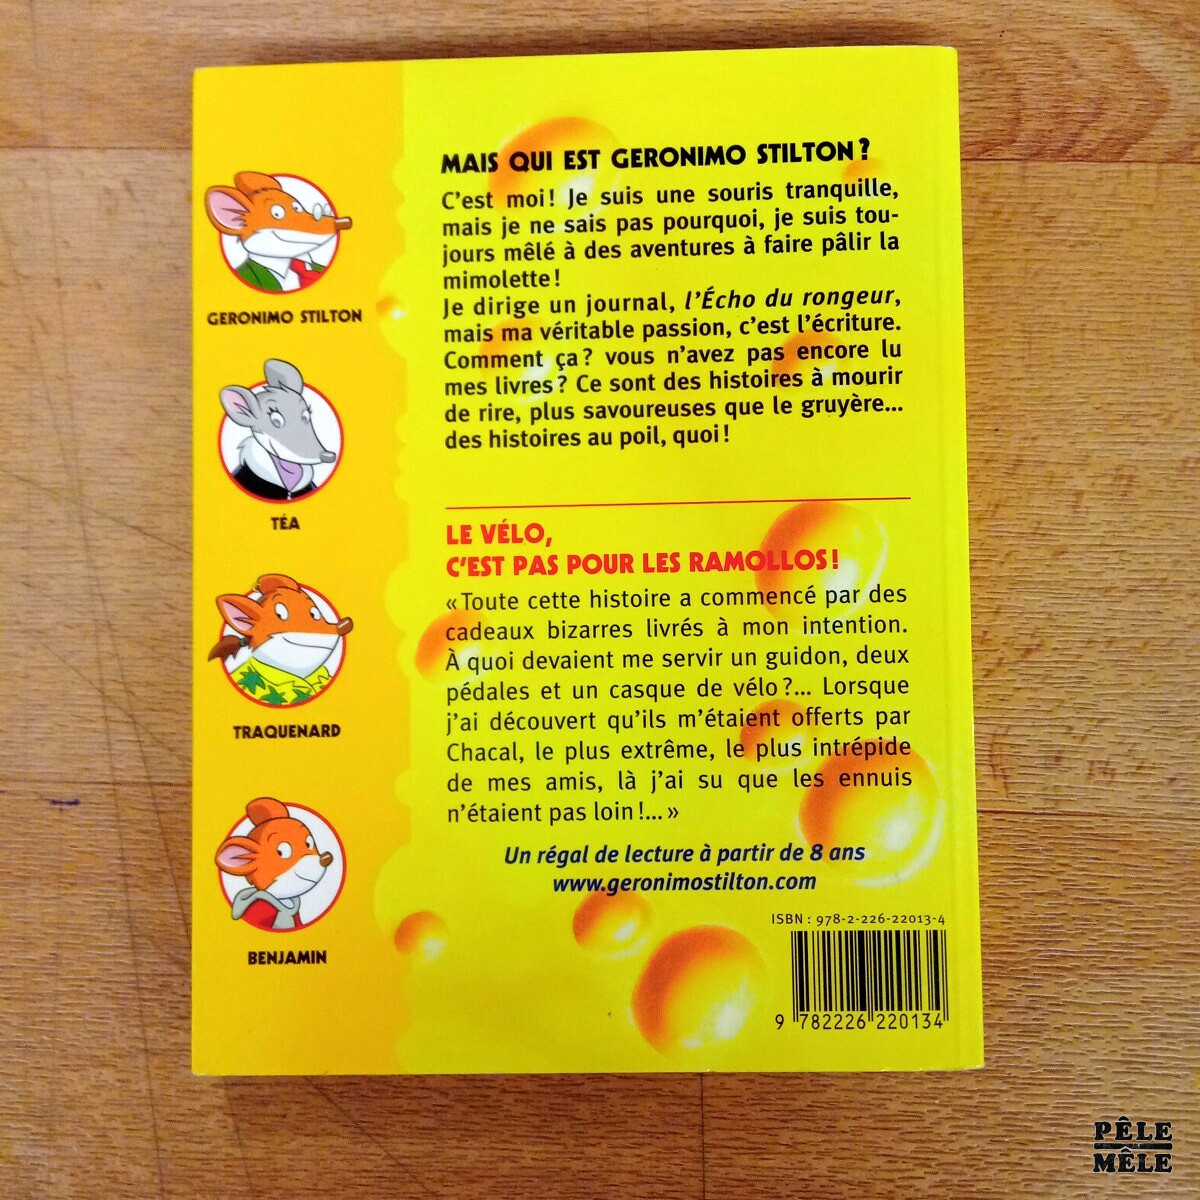 GERONIMO STILTON
TÉA
TRAQUENARD
BENJAMIN
MAIS QUI EST GERONIMO STILTON ?
C'est moi ! Je suis une souris tranquille,
mais je ne sais pas pourquoi, je suis tou-
jours mêlé à des aventures à faire pâlir la
mimolette !
Je dirige un journal, l'Écho du rongeur,
mais ma véritable passion, c'est l'écriture.
Comment ça ? vous n'avez pas encore lu
mes livres ? Ce sont des histoires à mourir
de rire, plus savoureuses que le gruyère...
des histoires au poil, quoi !
LE VÉLO,
C'EST PAS POUR LES RAMOLLOS !
« Toute cette histoire a commencé par des
cadeaux bizarres livrés à mon intention.
À quoi devaient me servir un guidon, deux
pédales et un casque de vélo ?... Lorsque
j'ai découvert qu'ils m'étaient offerts par
Chacal, le plus extrême, le plus intrépide
de mes amis, là j'ai su que les ennuis
n'étaient pas loin !... »
Un régal de lecture à partir de 8 ans
www.geronimostilton.com
ISBN : 978-2-226-22013-4
9 782226 220134
PÊLE
MÊLE